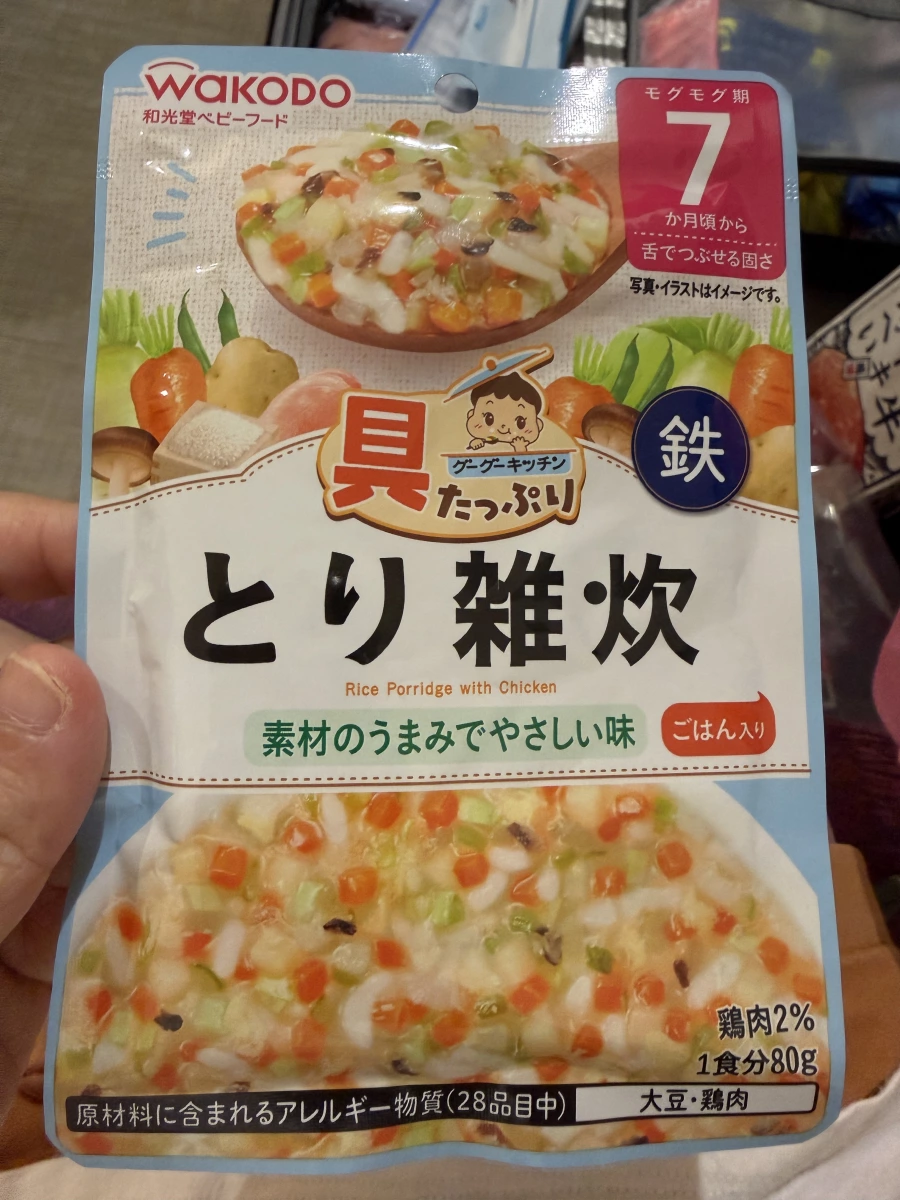 WAKODO
和光堂ベビーフード
モグモグ期
7
か月頃から
舌でつぶせる固さ
写真・イラストはイメージです。
具たっぷり
グーグーキッチン
鉄
とり雑炊
Rice Porridge with Chicken
素材のうまみでやさしい味
ごはん入り
鶏肉2%
1食分80g
原材料に含まれるアレルギー物質(28品目中)
大豆・鶏肉